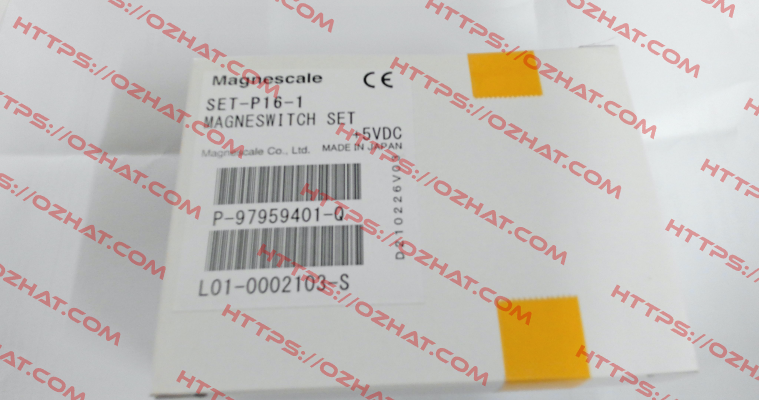 Magnescale CE
SET-P16-1
MAGNESWITCH SET
+5VDC
Magnescale Co., Ltd. MADE IN JAPAN
P-97959401-Q
L01-0002103-S
HTTPS://OZHAT.COM